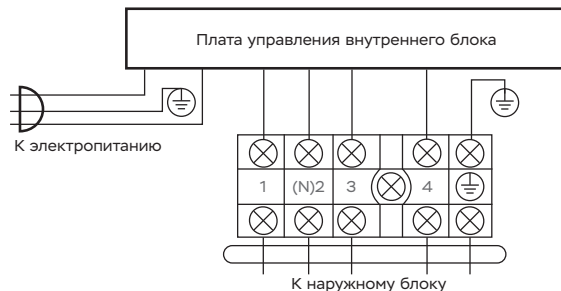 Плата управления внутреннего блока
К электропитанию
1 (N)2 3 4
К наружному блоку